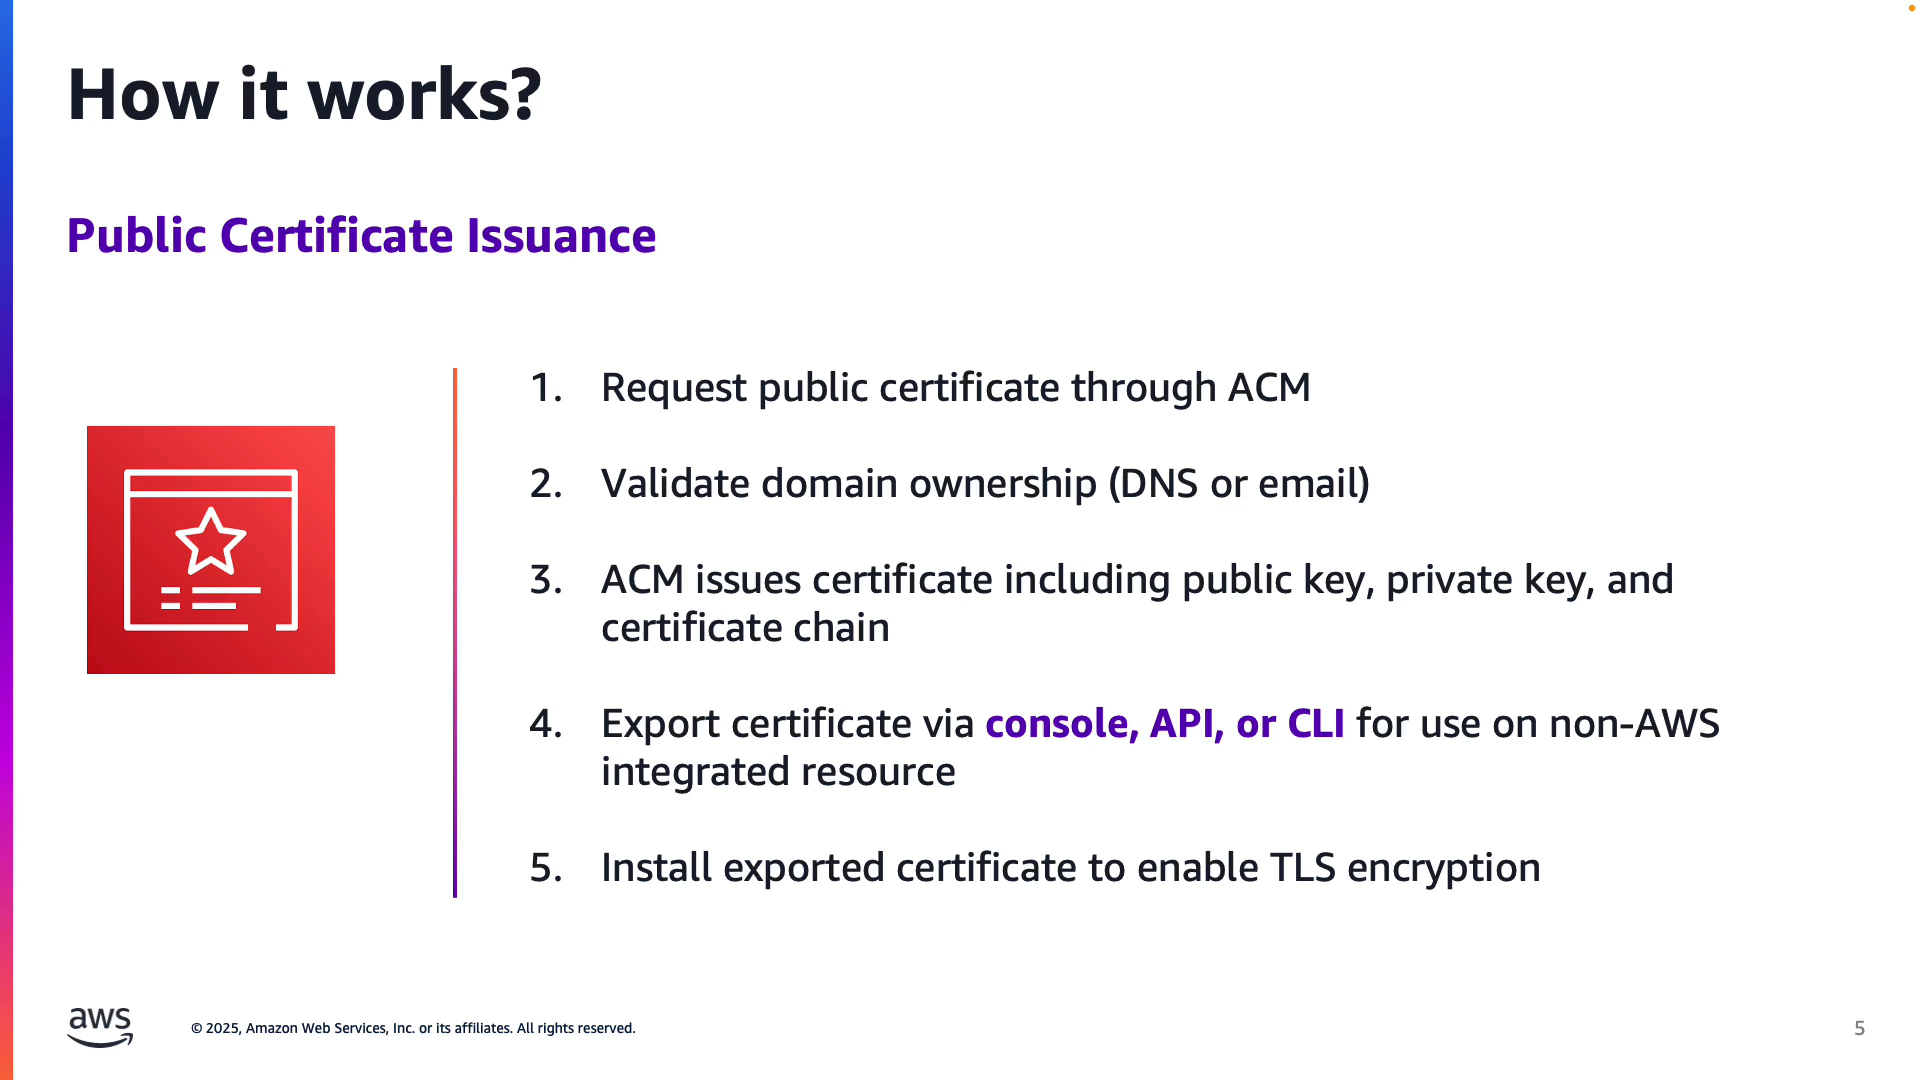 How it works?
Public Certificate Issuance
1. Request public certificate through ACM
2. Validate domain ownership (DNS or email)
3. ACM issues certificate including public key, private key, and
certificate chain
4. Export certificate via console, API, or CLI for use on non-AWS
integrated resource
5. Install exported certificate to enable TLS encryption
aws
© 2025, Amazon Web Services, Inc. or its affiliates. All rights reserved.
5